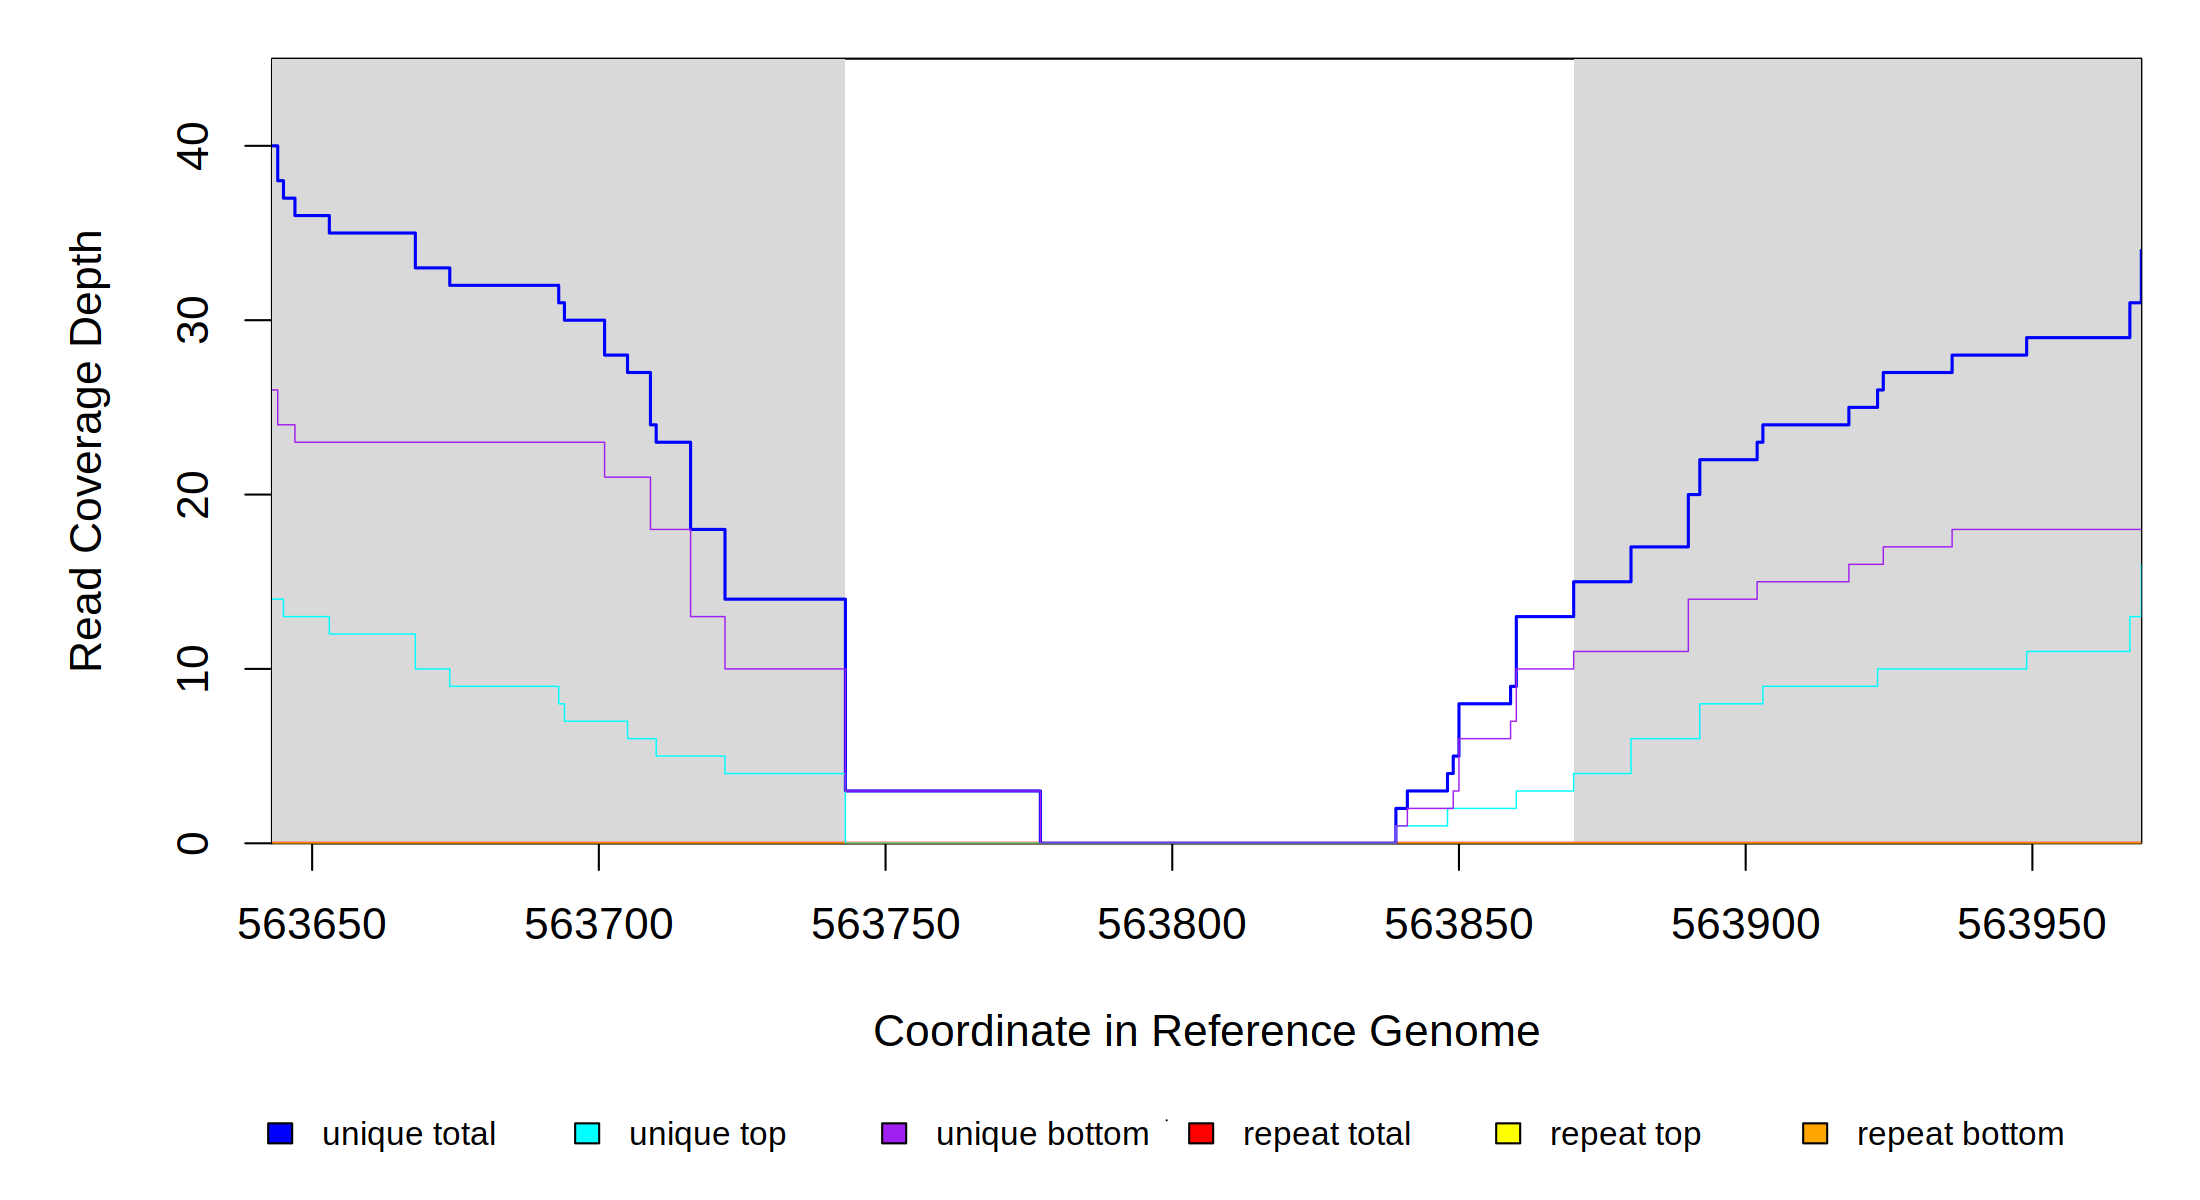 Read Coverage Depth
40
30
20
10
0
563650 563700 563750 563800 563850 563900 563950
Coordinate in Reference Genome
unique total unique top unique bottom repeat total repeat top repeat bottom